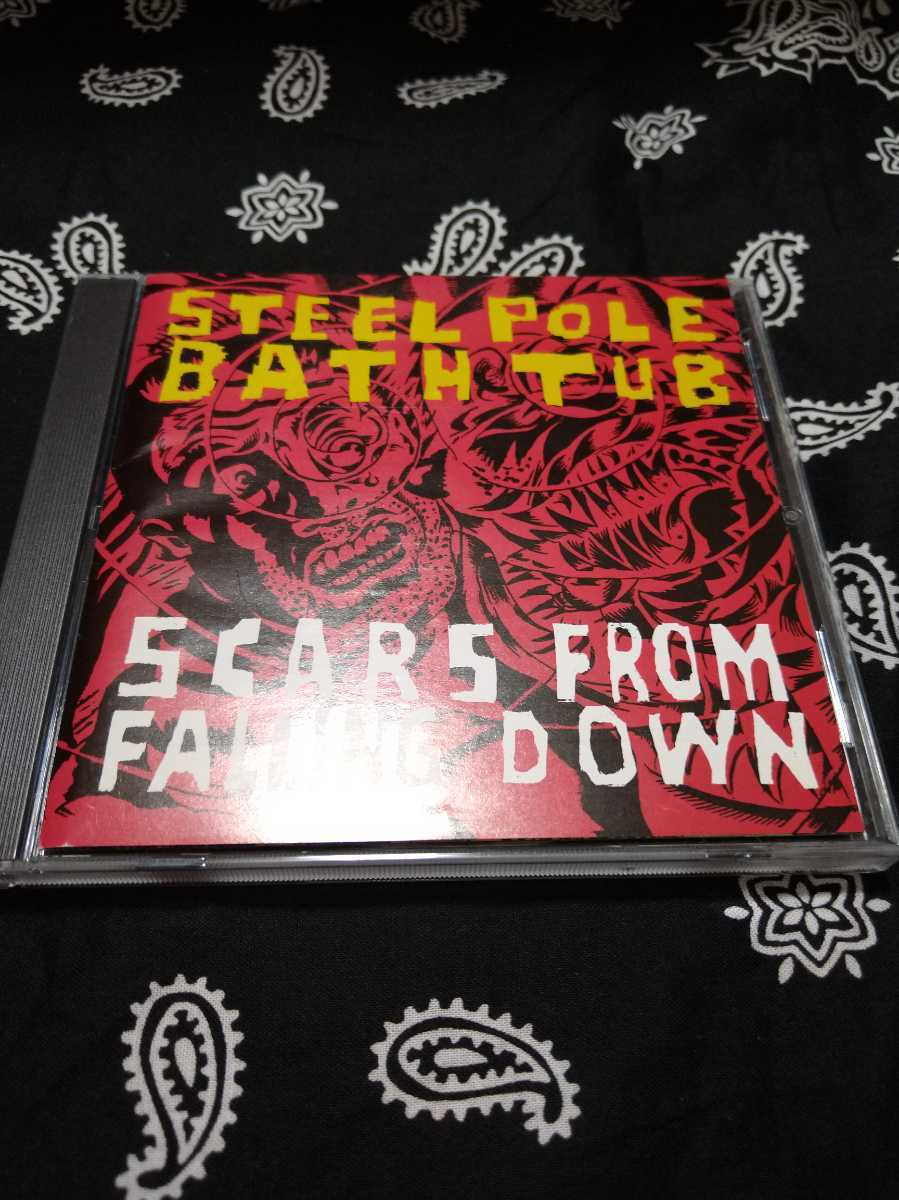 STEEL POLE
BATH TUB
SCARS FROM
FALLING DOWN